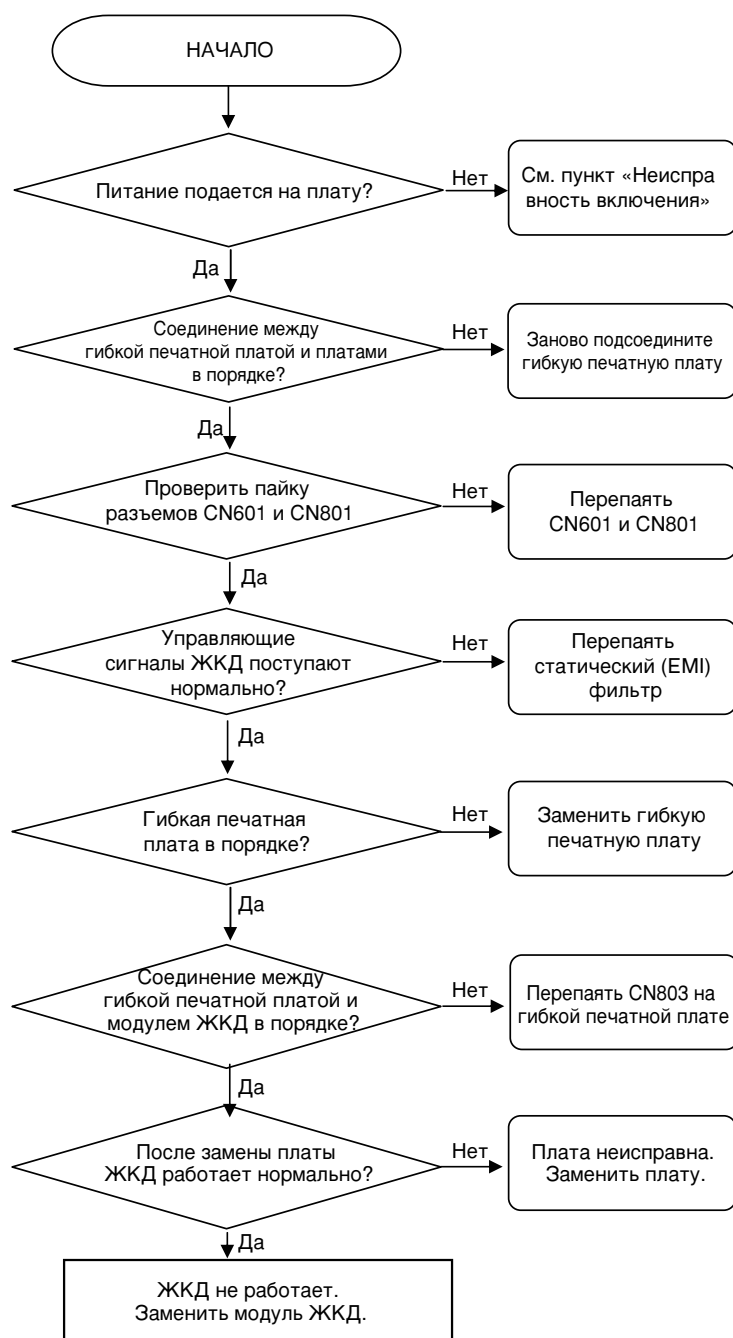 НАЧАЛО
Питание подается на плату?
Нет
См. пункт «Неиспра
вность включения»
Да
Соединение между
гибкой печатной платой и платами
в порядке?
Нет
Заново подсоедините
гибкую печатную плату
Да
Проверить пайку
разъемов CN601 и CN801
Нет
Перепаять
CN601 и CN801
Да
Управляющие
сигналы ЖКД поступают
нормально?
Нет
Перепаять
статический (EMI)
фильтр
Да
Гибкая печатная
плата в порядке?
Нет
Заменить гибкую
печатную плату
Да
Соединение между
гибкой печатной платой и
модулем ЖКД в порядке?
Нет
Перепаять CN803 на
гибкой печатной плате
Да
После замены платы
ЖКД работает нормально?
Нет
Плата неисправна.
Заменить плату.
Да
ЖКД не работает.
Заменить модуль ЖКД.